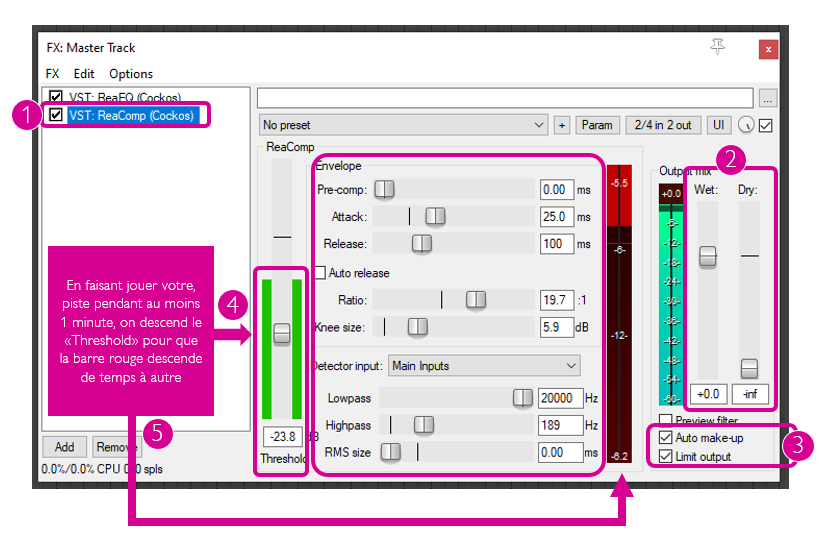 FX: Master Track
x
FX Edit Options
1
VST: ReaEQ (Cockos)
VST: ReaComp (Cockos)
...
No preset
+
Param
2/4 in 2 out
UI
ReaComp
Envelope
Pre-comp: 0.00 ms
Attack: 25.0 ms
Release: 100 ms
Auto release
Ratio: 19.7 :1
Knee size: 5.9 dB
Detector input: Main Inputs
Lowpass 20000 Hz
Highpass 189 Hz
RMS size 0.00 ms
4
-23.8 dB
Threshold
-5.5
-6-
-12-
-6.2
2
Output mix
Wet: Dry:
+0.0
-6-
-12-
-18-
-24-
-30-
-36-
-42-
-48-
-54-
-60-
+0.0 -inf
Preview filter
Auto make-up
Limit output
3
En faisant jouer votre,
piste pendant au moins
1 minute, on descend le
«Threshold» pour que
la barre rouge descende
de temps à autre
5
Add Remove
0.0%/0.0% CPU 0/0 spls